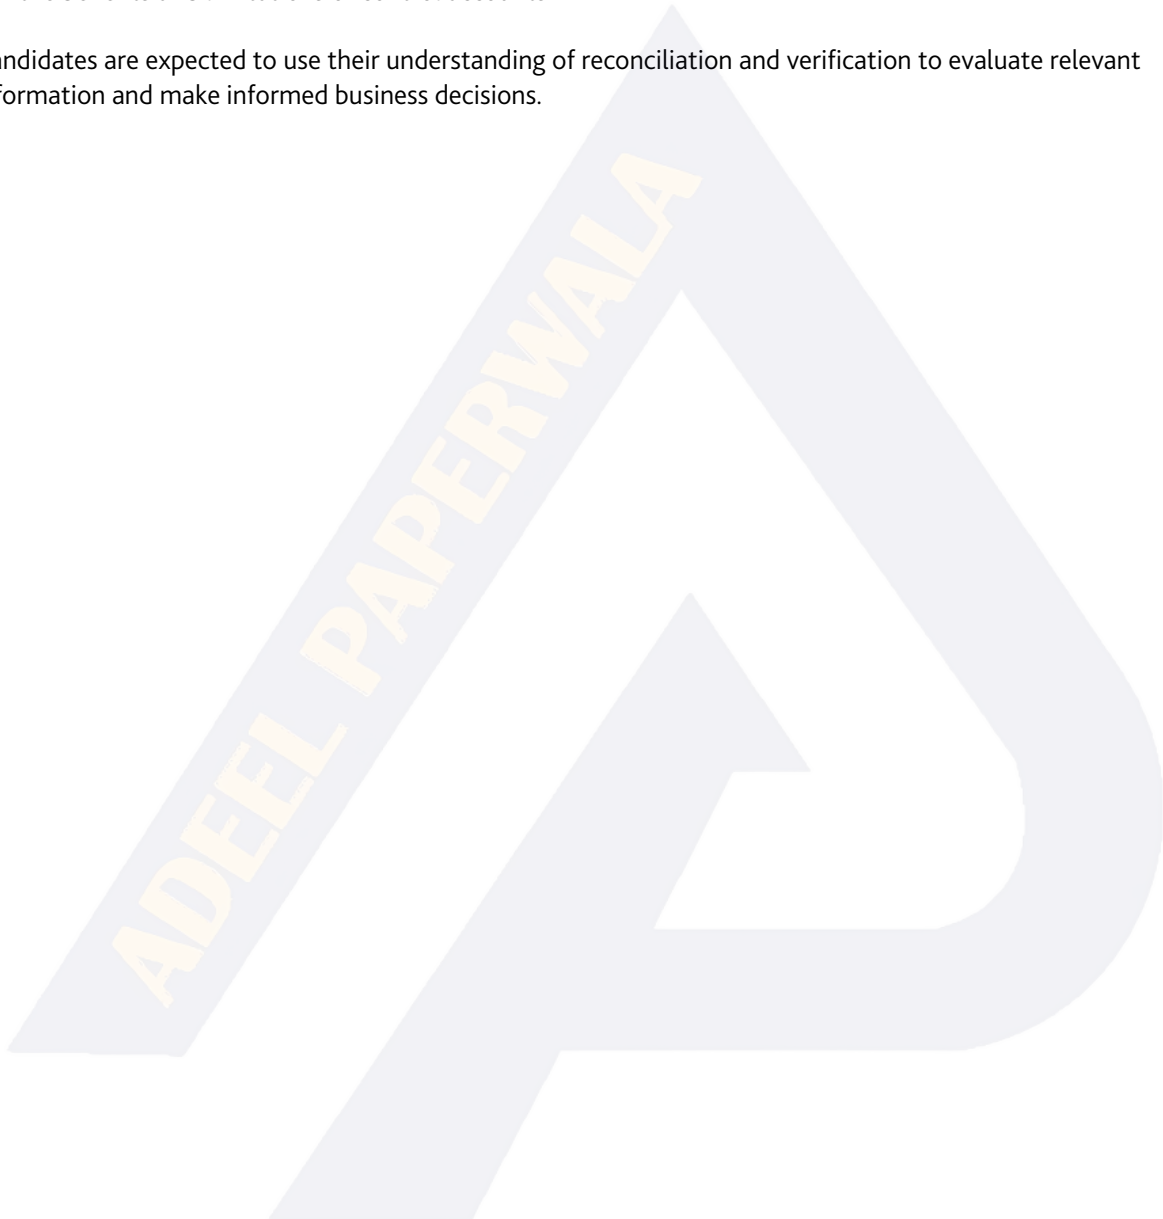 ndidates are expected to use their understanding of reconciliation and verification to evaluate relevant
formation and make informed business decisions.
ADEEL PAPERWALA